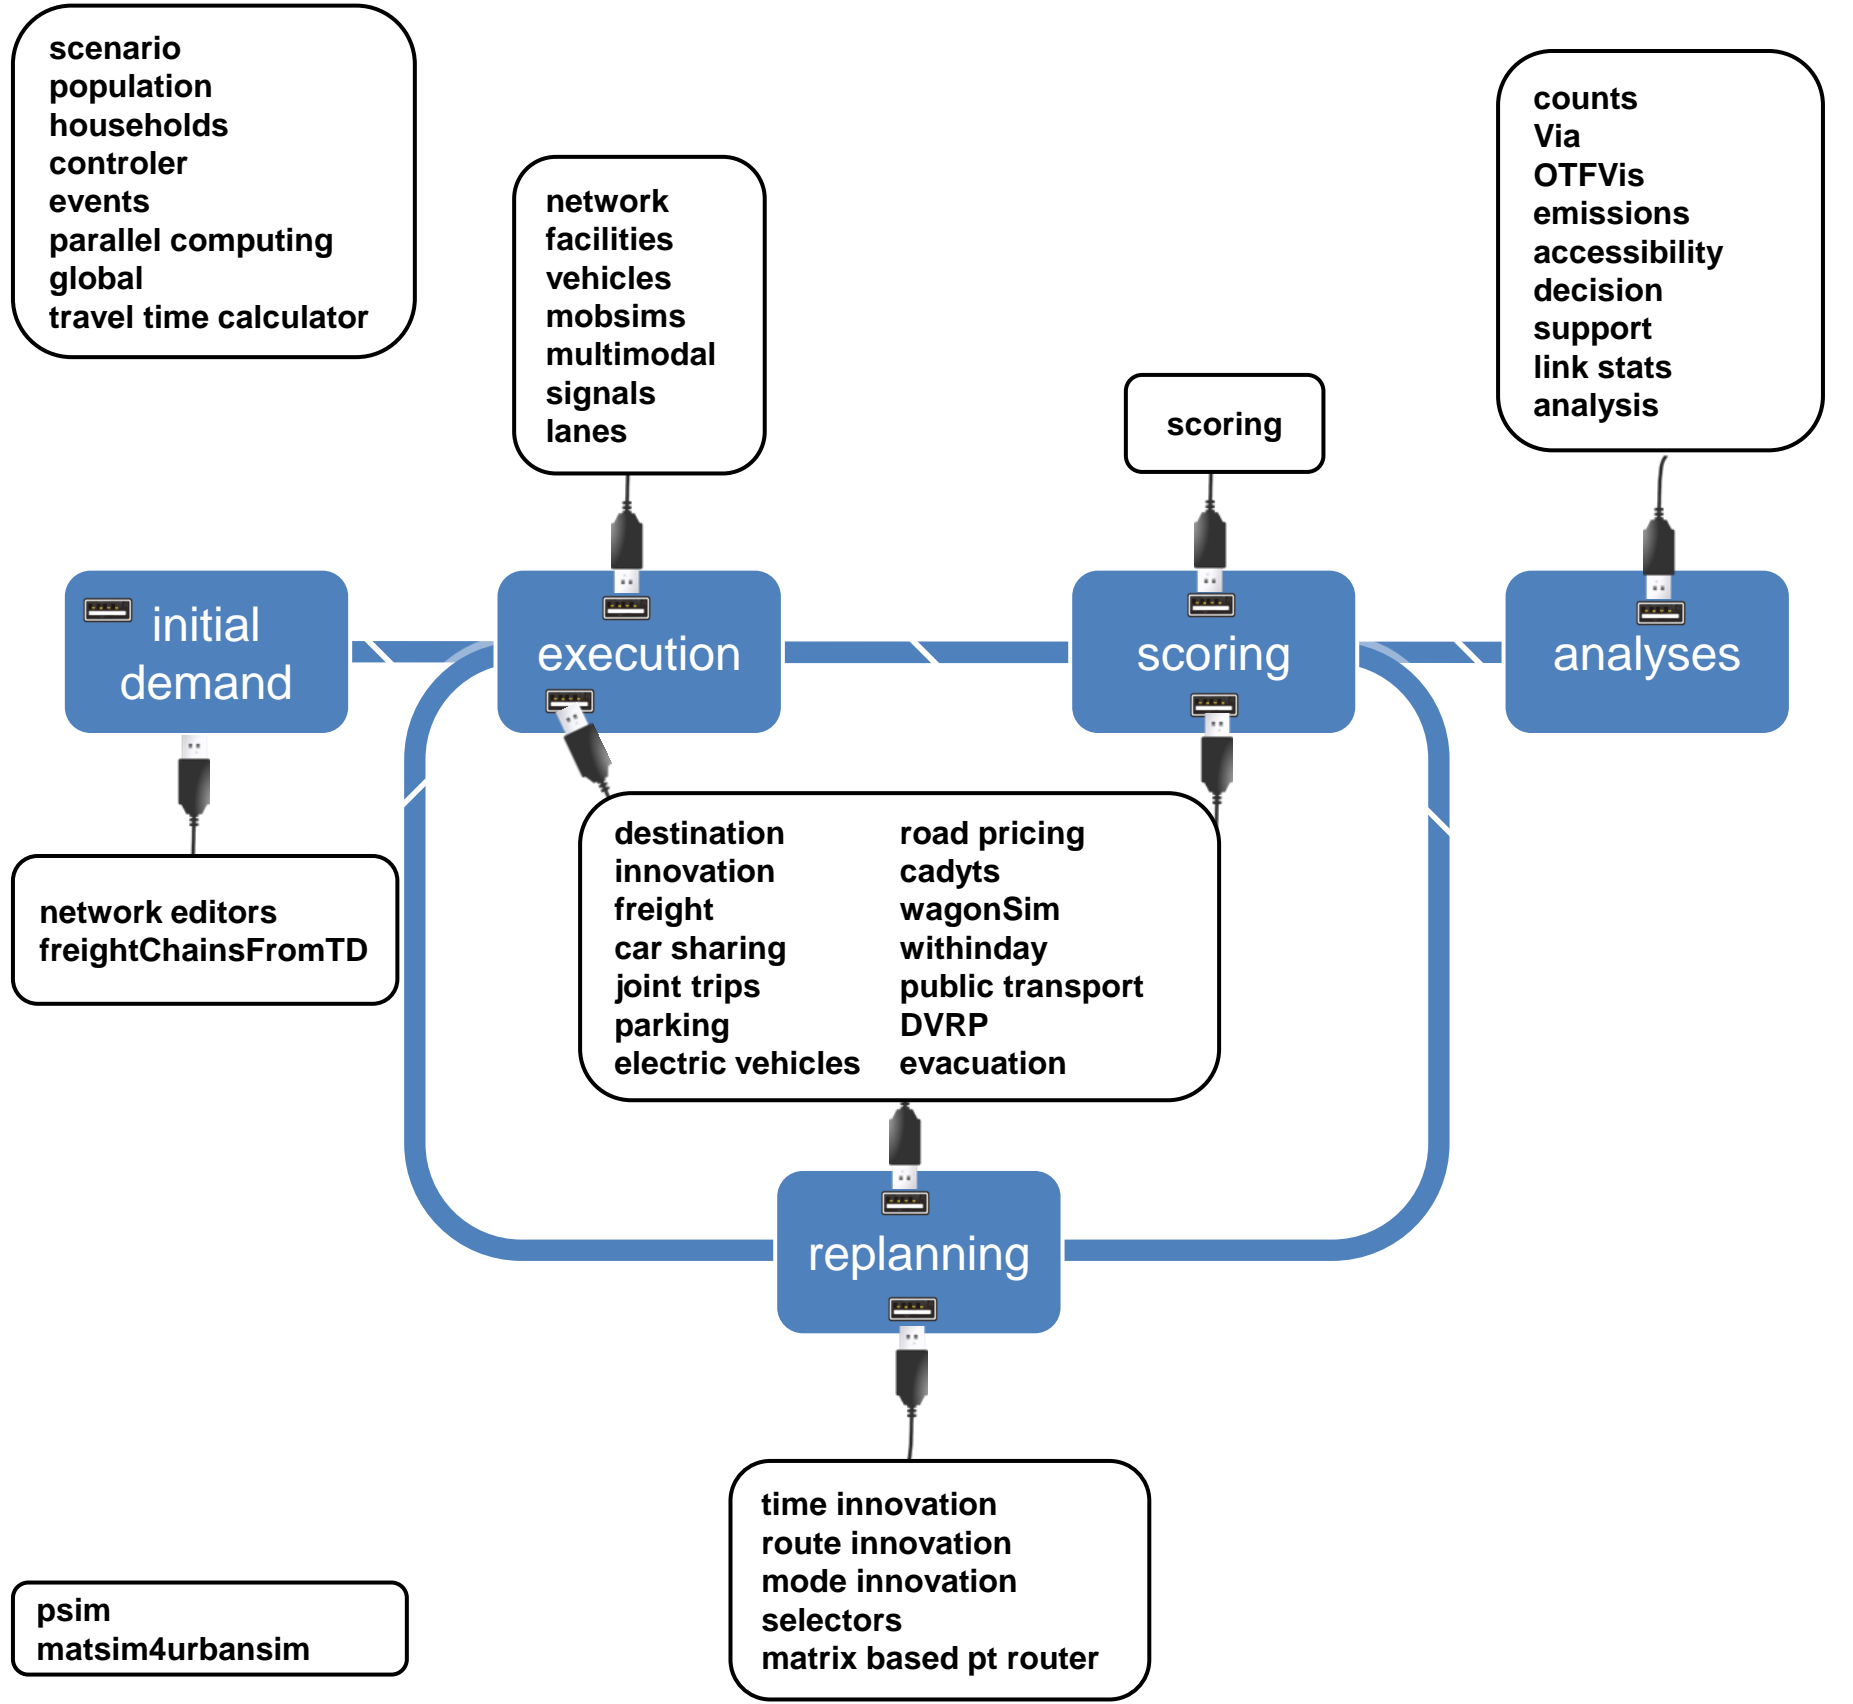 scenario
population
households
controler
events
parallel computing
global
travel time calculator
network
facilities
vehicles
mobsims
multimodal
signals
lanes
scoring
counts
Via
OTFVis
emissions
accessibility
decision
support
link stats
analysis
initial
demand
execution
scoring
analyses
network editors
freightChainsFromTD
destination
innovation
freight
car sharing
joint trips
parking
electric vehicles
road pricing
cadyts
wagonSim
withinday
public transport
DVRP
evacuation
replanning
time innovation
route innovation
mode innovation
selectors
matrix based pt router
psim
matsim4urbansim